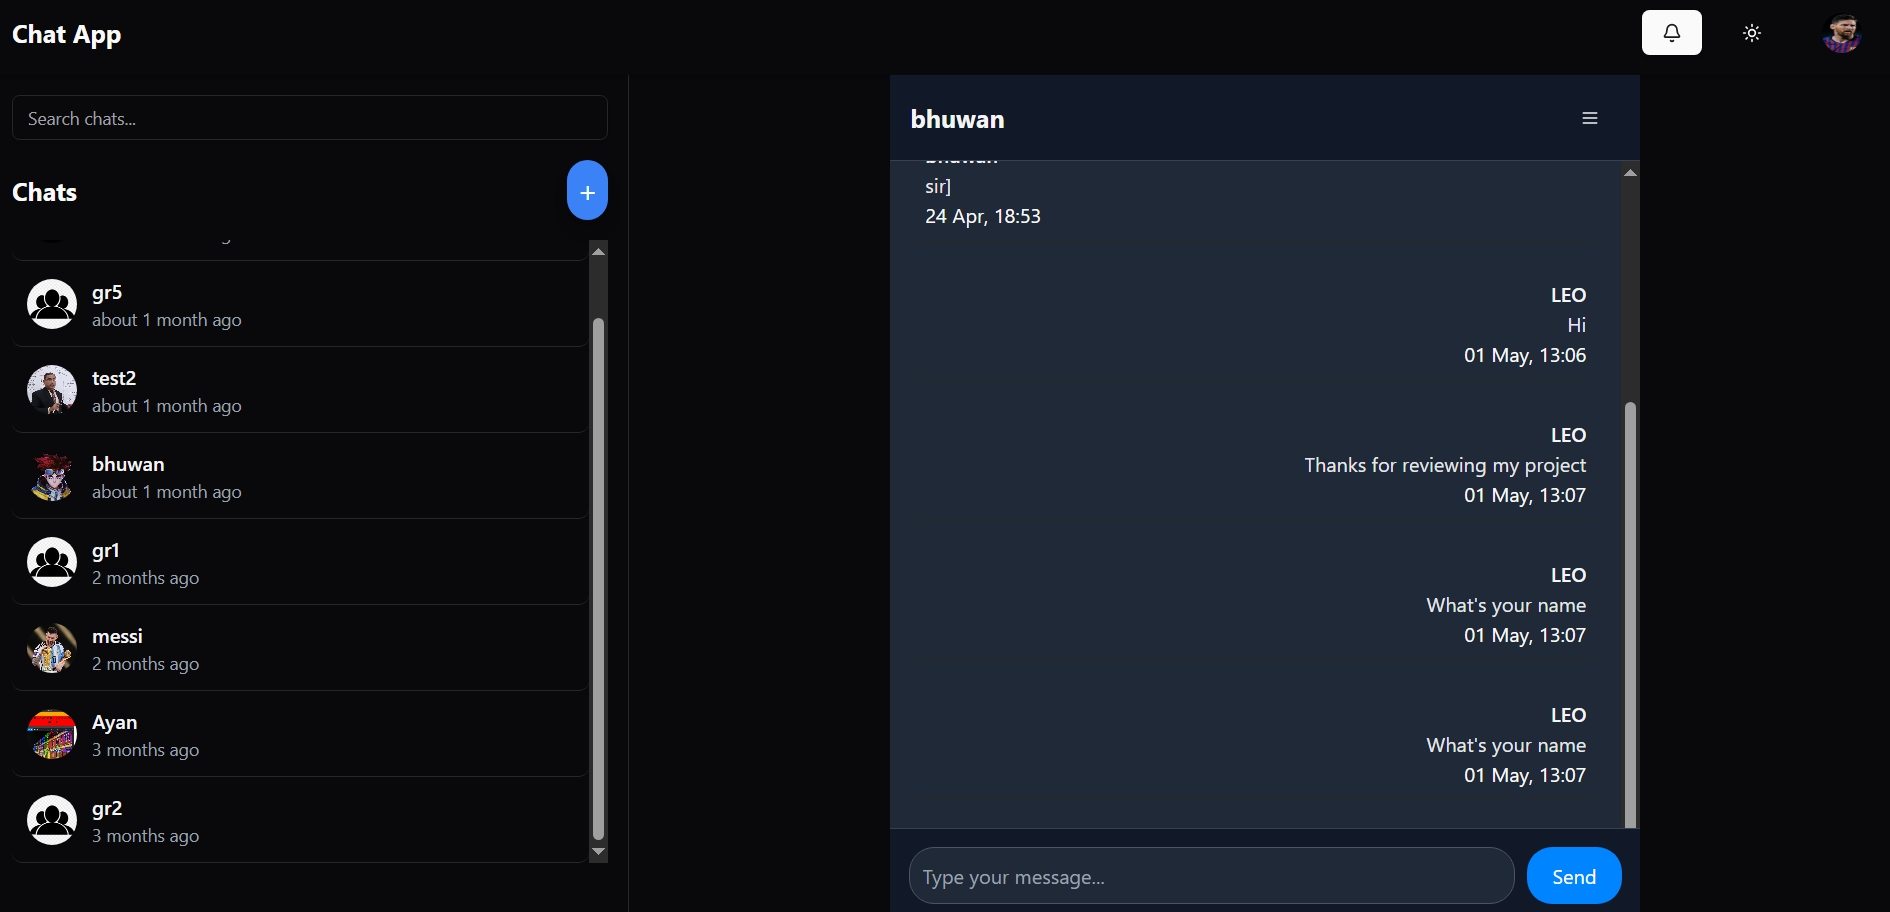 Chat App
Search chats...
Chats
+
gr5
about 1 month ago
test2
about 1 month ago
bhuwan
about 1 month ago
gr1
2 months ago
messi
2 months ago
Ayan
3 months ago
gr2
3 months ago
bhuwan
bhuwan
sir]
24 Apr, 18:53
LEO
Hi
01 May, 13:06
LEO
Thanks for reviewing my project
01 May, 13:07
LEO
What's your name
01 May, 13:07
LEO
What's your name
01 May, 13:07
Type your message...
Send